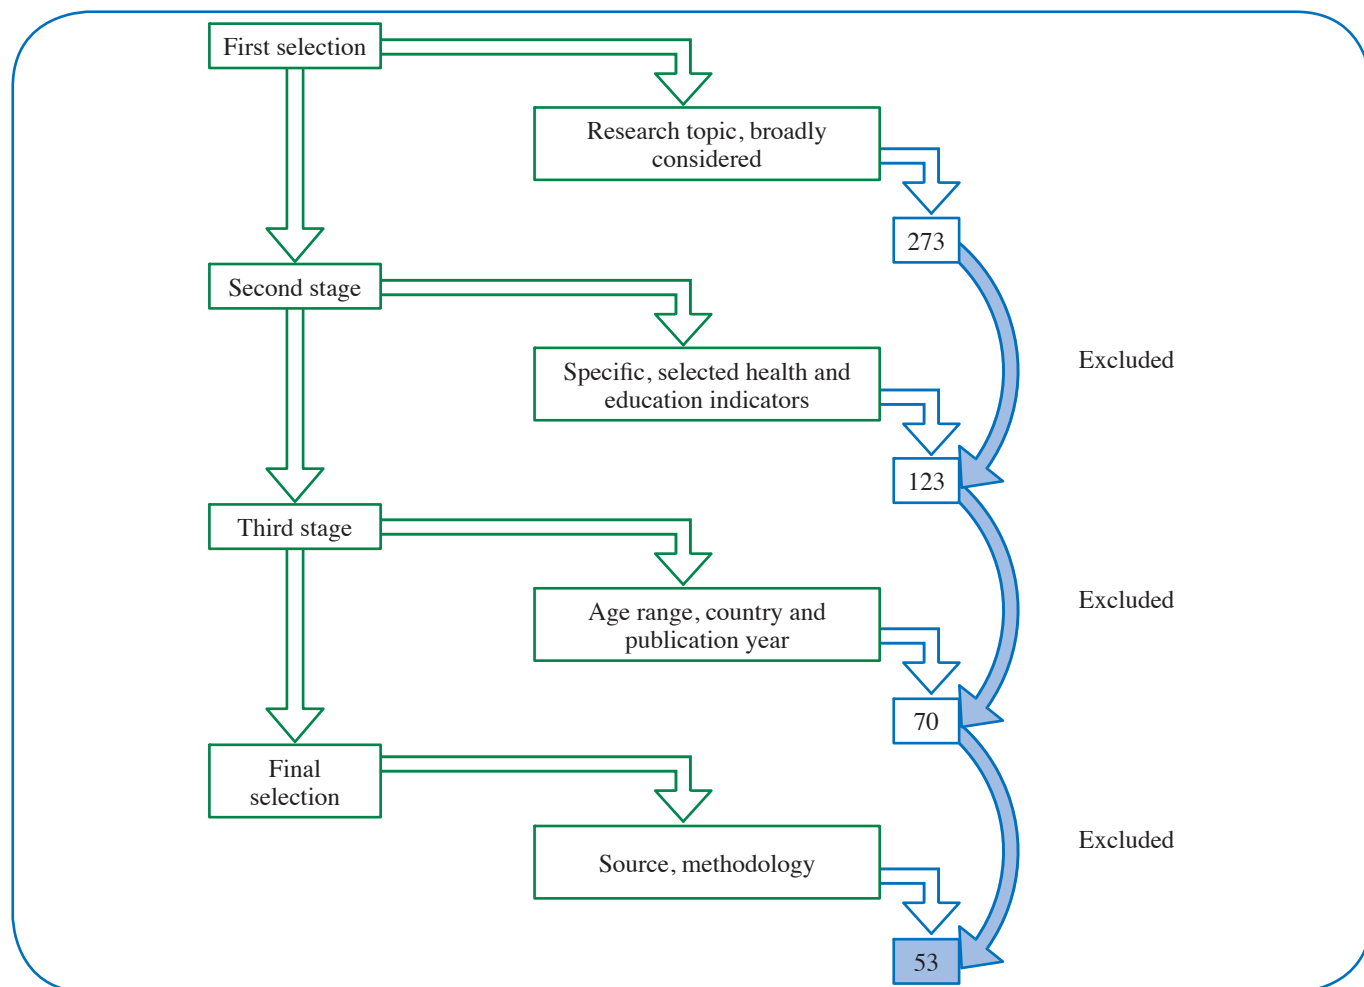 First selection
Research topic, broadly
considered
273
Second stage
Excluded
Specific, selected health and
education indicators
123
Third stage
Excluded
Age range, country and
publication year
70
Final
selection
Excluded
Source, methodology
53